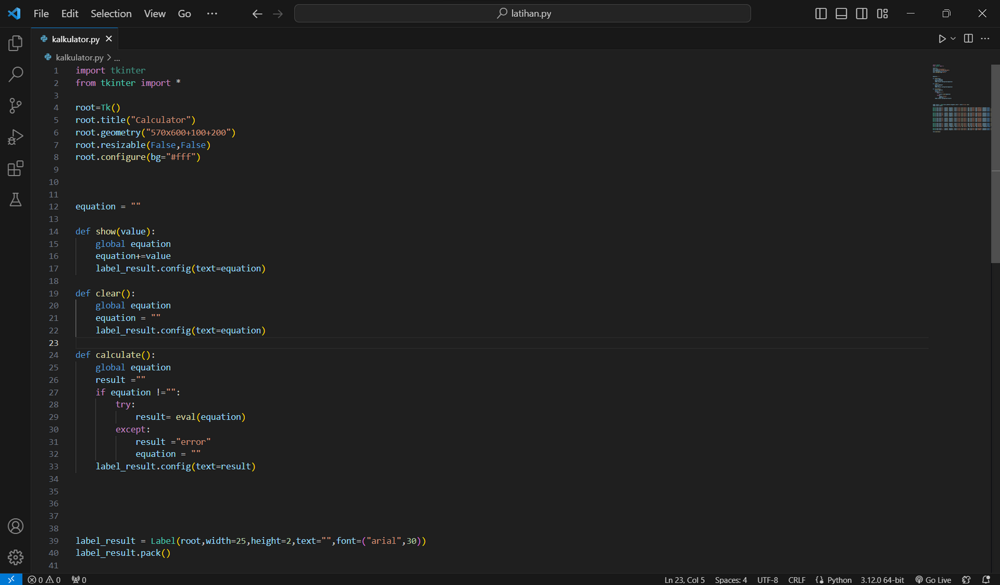 File Edit Selection View Go ··· latihan.py
kalkulator.py
kalkulator.py > ...
1 import tkinter
2 from tkinter import *
3
4 root=Tk()
5 root.title("Calculator")
6 root.geometry("570x600+100+200")
7 root.resizable(False,False)
8 root.configure(bg="#fff")
9
10
11
12 equation = ""
13
14 def show(value):
15     global equation
16     equation+=value
17     label_result.config(text=equation)
18
19 def clear():
20     global equation
21     equation = ""
22     label_result.config(text=equation)
23
24 def calculate():
25     global equation
26     result =""
27     if equation !="":
28         try:
29             result= eval(equation)
30         except:
31             result ="error"
32             equation = ""
33     label_result.config(text=result)
34
35
36
37
38
39 label_result = Label(root,width=25,height=2,text="",font=("arial",30))
40 label_result.pack()
41
0 0 0 Ln 23, Col 5 Spaces: 4 UTF-8 CRLF Python 3.12.0 64-bit Go Live